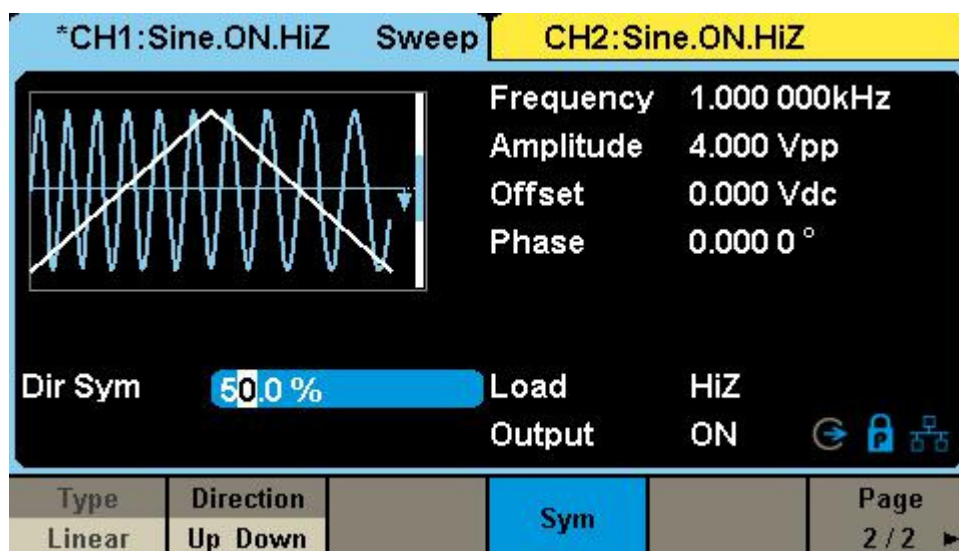 *CH1:Sine.ON.HiZ Sweep CH2:Sine.ON.HiZ
Frequency 1.000 000kHz
Amplitude 4.000 Vpp
Offset 0.000 Vdc
Phase 0.000 0 °
Dir Sym 50.0 % Load HiZ
Output ON
Type Direction Sym Page
Linear Up Down 2 / 2